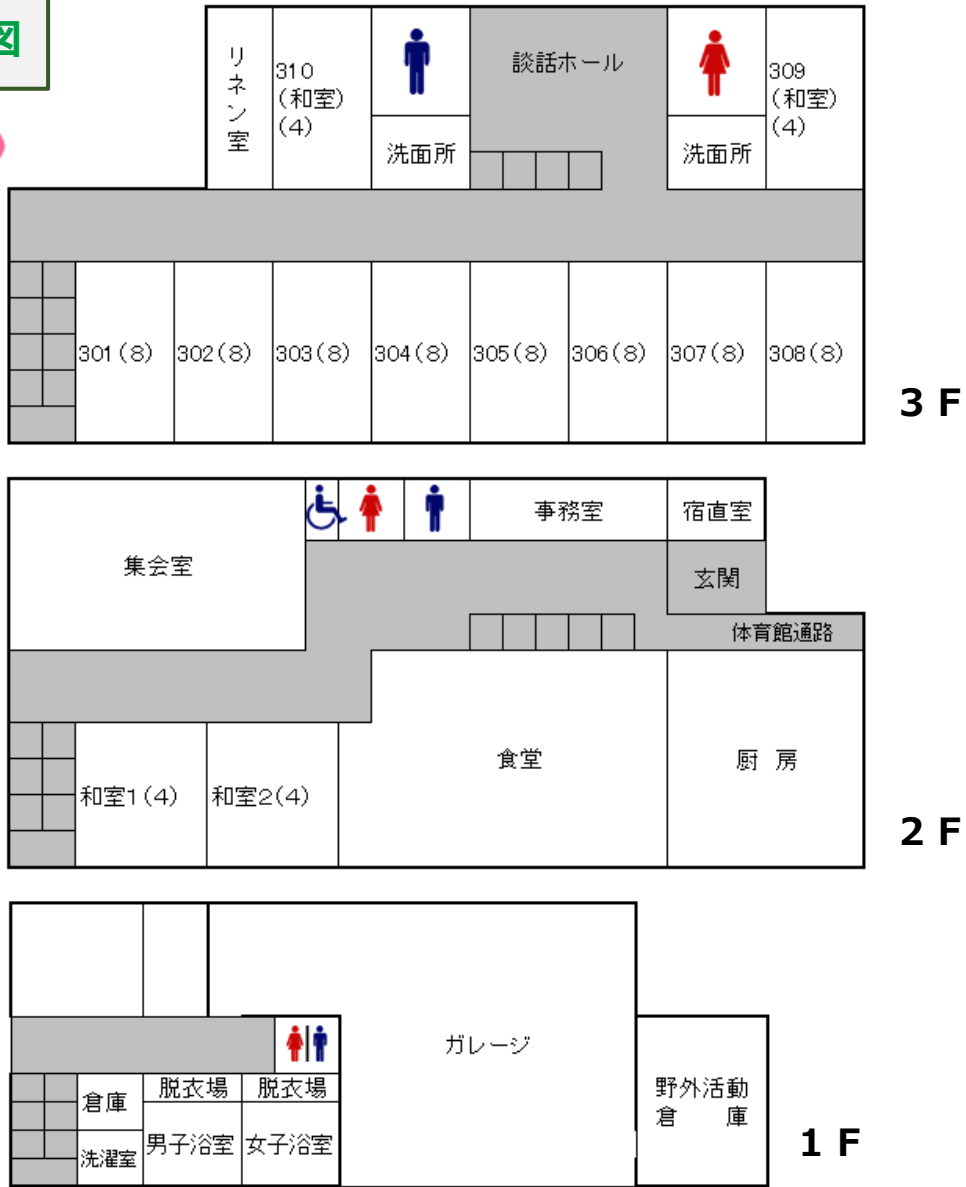 図
リネン室
310
(和室)
(4)
談話ホール
309
(和室)
(4)
洗面所
洗面所
301(8)
302(8)
303(8)
304(8)
305(8)
306(8)
307(8)
308(8)
3 F
集会室
事務室
宿直室
玄関
体育館通路
和室1(4)
和室2(4)
食堂
厨 房
2 F
ガレージ
倉庫
脱衣場
脱衣場
洗濯室
男子浴室
女子浴室
野外活動
倉 庫
1 F